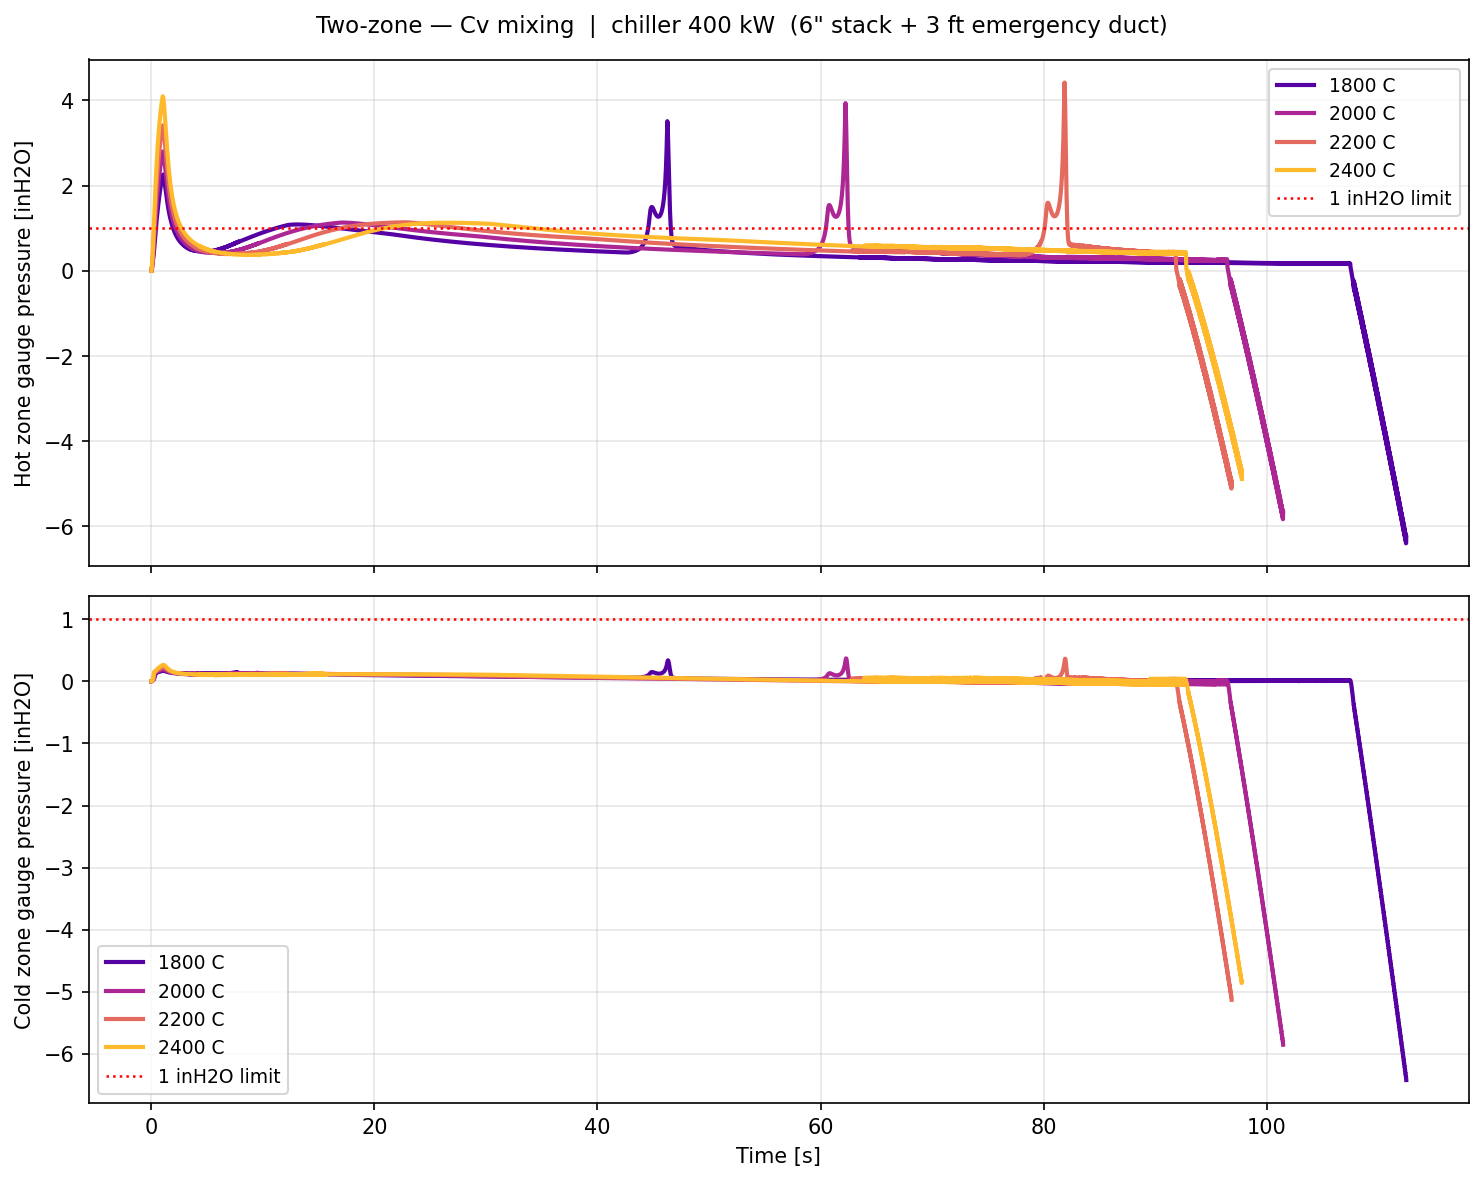 Two-zone — Cv mixing  |  chiller 400 kW  (6" stack + 3 ft emergency duct)
Hot zone gauge pressure [inH2O]
4
2
0
−2
−4
−6
1800 C
2000 C
2200 C
2400 C
1 inH2O limit
Cold zone gauge pressure [inH2O]
1
0
−1
−2
−3
−4
−5
−6
1800 C
2000 C
2200 C
2400 C
1 inH2O limit
0
20
40
60
80
100
Time [s]